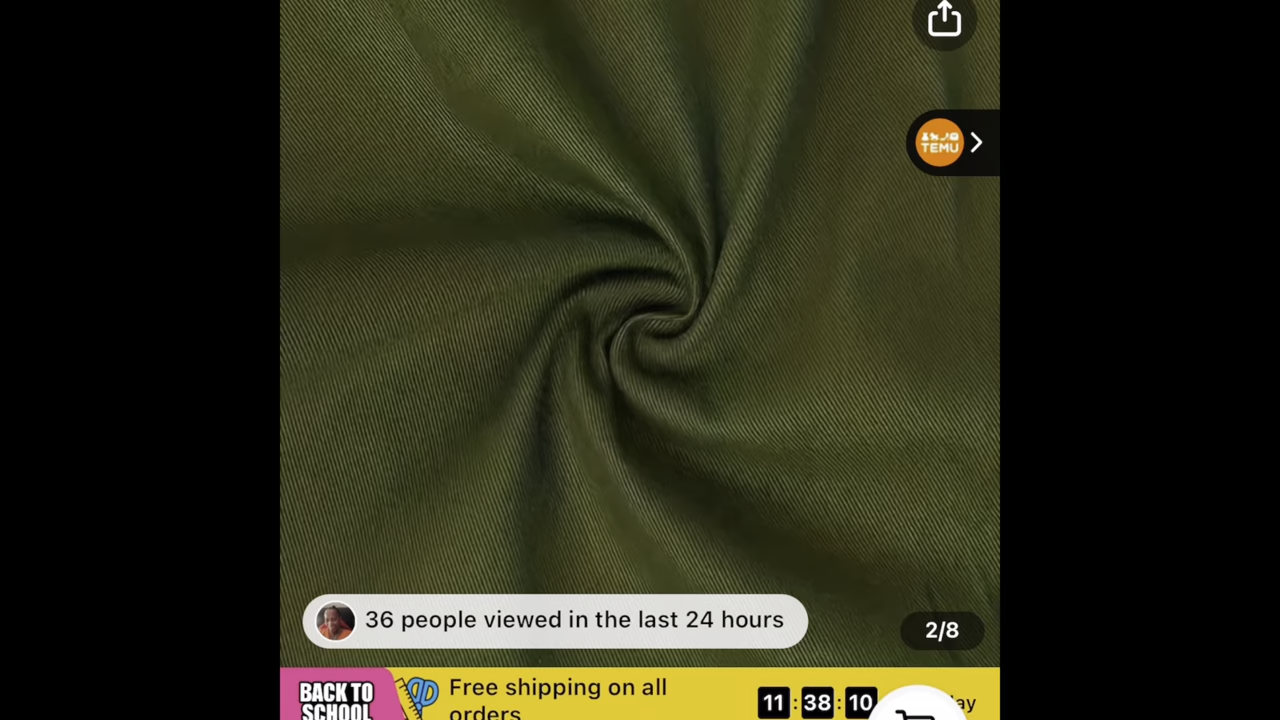 TEMU
36 people viewed in the last 24 hours
2/8
BACK TO
SCHOOL
Free shipping on all
orders
11:38:10